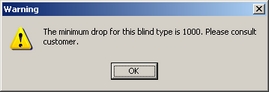 Warning
The minimum drop for this blind type is 1000. Please consult
customer.
OK